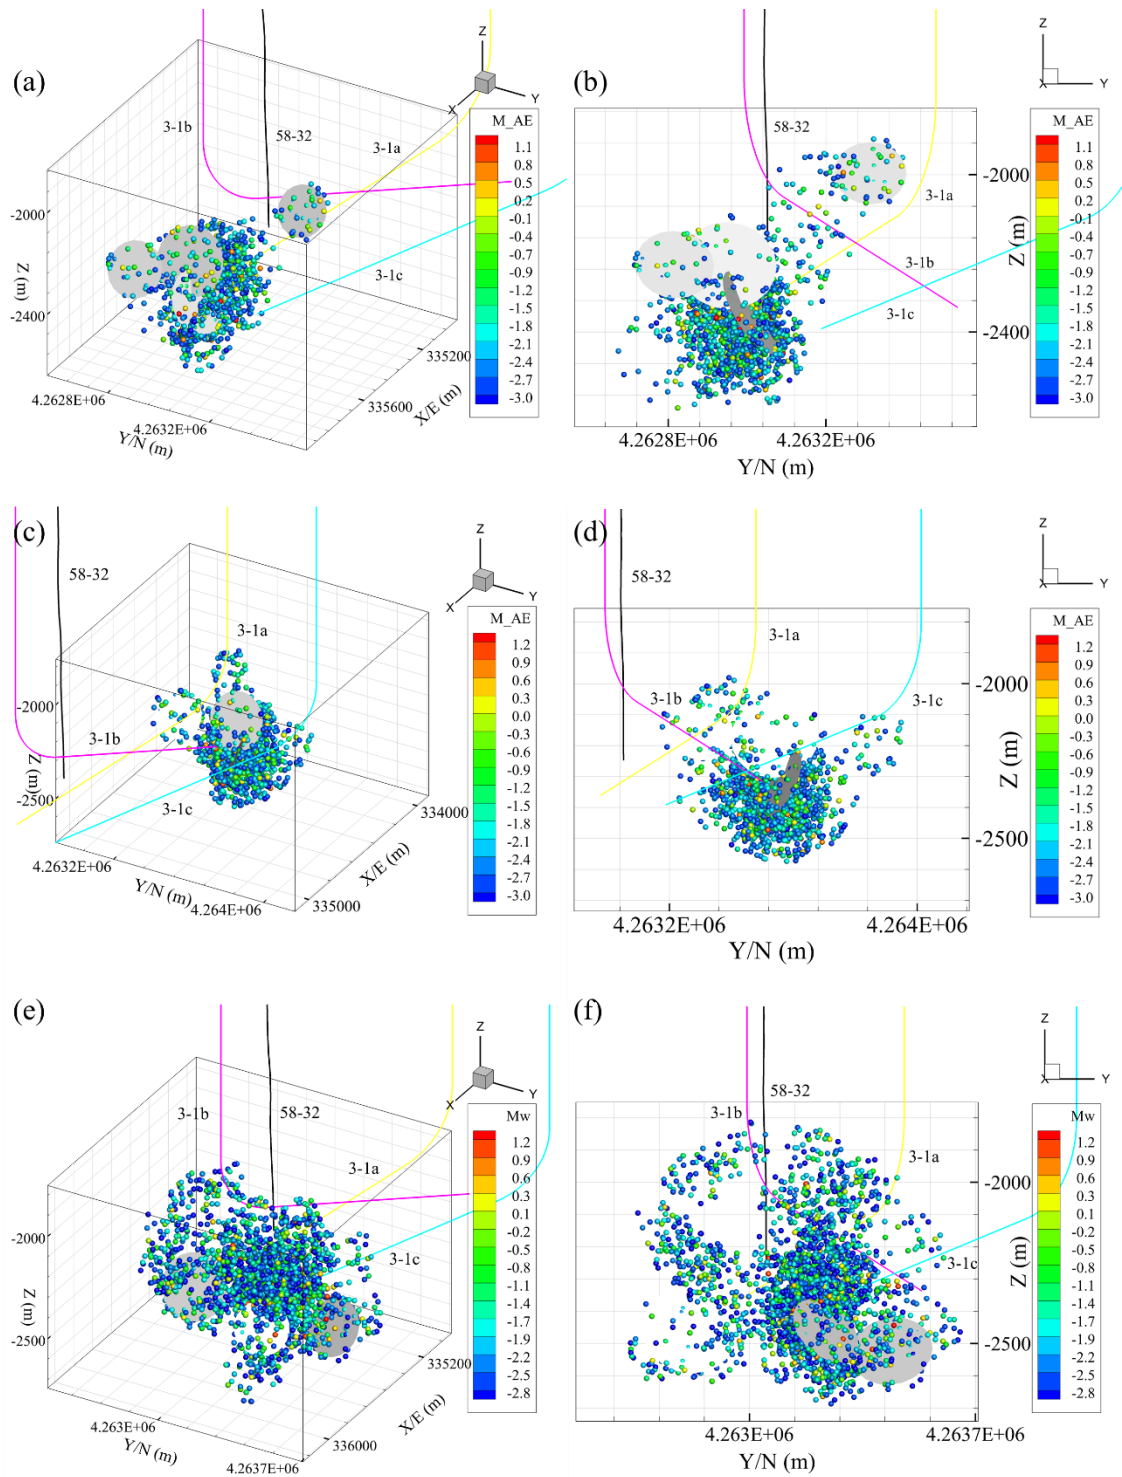 (a)
Z
X
Y
3-1b
58-32
3-1a
3-1c
M_AE
1.1
0.8
0.5
0.2
-0.1
-0.4
-0.6
-0.9
-1.2
-1.5
-1.8
-2.1
-2.4
-2.7
-3.0
-2000
-2400
Z (m)
4.2628E+06
4.2632E+06
Y/N (m)
335600
335200
X/E (m)
(b)
Z
X
Y
58-32
3-1a
3-1b
3-1c
M_AE
1.1
0.8
0.5
0.2
-0.1
-0.4
-0.6
-0.9
-1.2
-1.5
-1.8
-2.1
-2.4
-2.7
-3.0
-2000
-2400
Z (m)
4.2628E+06
4.2632E+06
Y/N (m)
(c)
Z
X
Y
58-32
3-1a
3-1b
3-1c
M_AE
1.2
0.9
0.6
0.3
0.0
-0.3
-0.6
-0.9
-1.2
-1.5
-1.8
-2.1
-2.4
-2.7
-3.0
-2000
-2500
Z (m)
4.2632E+06
4.264E+06
Y/N (m)
335000
334000
X/E (m)
(d)
Z
X
Y
58-32
3-1a
3-1b
3-1c
M_AE
1.2
0.9
0.6
0.3
0.0
-0.3
-0.6
-0.9
-1.2
-1.5
-1.8
-2.1
-2.4
-2.7
-3.0
-2000
-2500
Z (m)
4.2632E+06
4.264E+06
Y/N (m)
(e)
Z
X
Y
3-1b
58-32
3-1a
3-1c
Mw
1.2
0.9
0.6
0.3
0.1
-0.2
-0.5
-0.8
-1.1
-1.4
-1.7
-1.9
-2.2
-2.5
-2.8
-2000
-2500
Z (m)
4.263E+06
4.2637E+06
Y/N (m)
336000
335200
X/E (m)
(f)
Z
X
Y
58-32
3-1b
3-1a
3-1c
Mw
1.2
0.9
0.6
0.3
0.1
-0.2
-0.5
-0.8
-1.1
-1.4
-1.7
-1.9
-2.2
-2.5
-2.8
-2000
-2500
Z (m)
4.263E+06
4.2637E+06
Y/N (m)